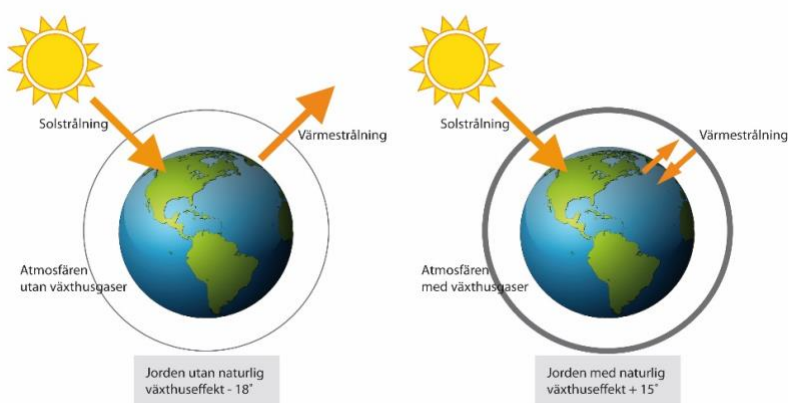 Solstrålning
Värmestrålning
Atmosfären
utan växthusgaser
Jorden utan naturlig
växthuseffekt - 18˚
Solstrålning
Värmestrålning
Atmosfären
med växthusgaser
Jorden med naturlig
växthuseffekt + 15˚